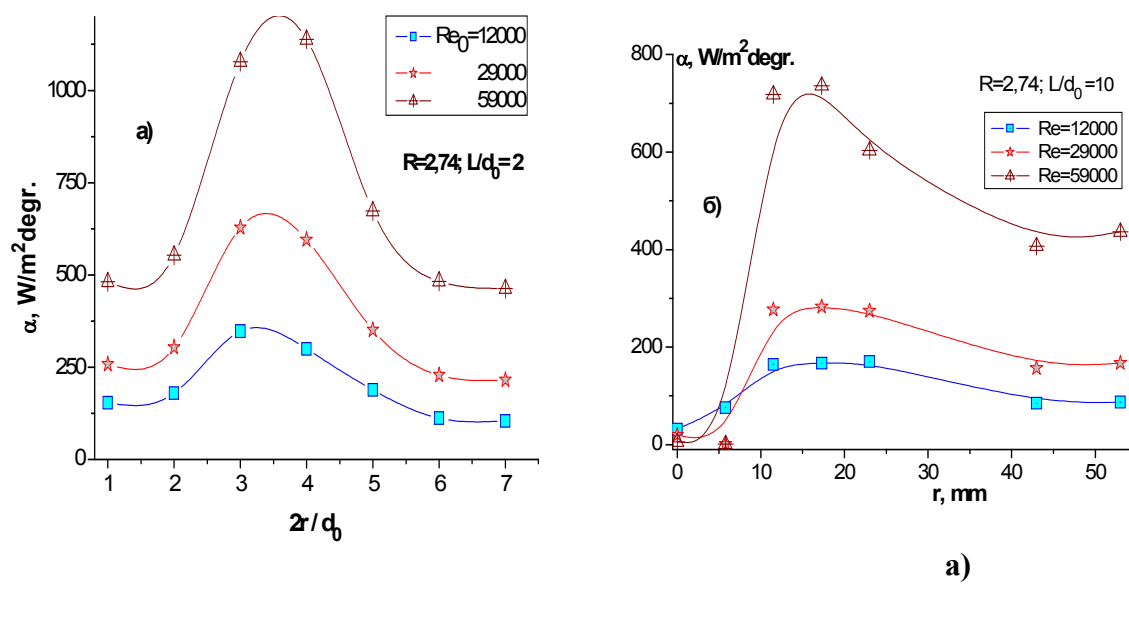 Re0=12000
29000
59000
a)
R=2,74; L/d0=2
α, W/m²degr.
1000
750
500
250
0
1 2 3 4 5 6 7
2r / d0
α, W/m²degr.
R=2,74; L/d0=10
Re=12000
Re=29000
Re=59000
б)
800
600
400
200
0
0 10 20 30 40 50
r, mm
a)